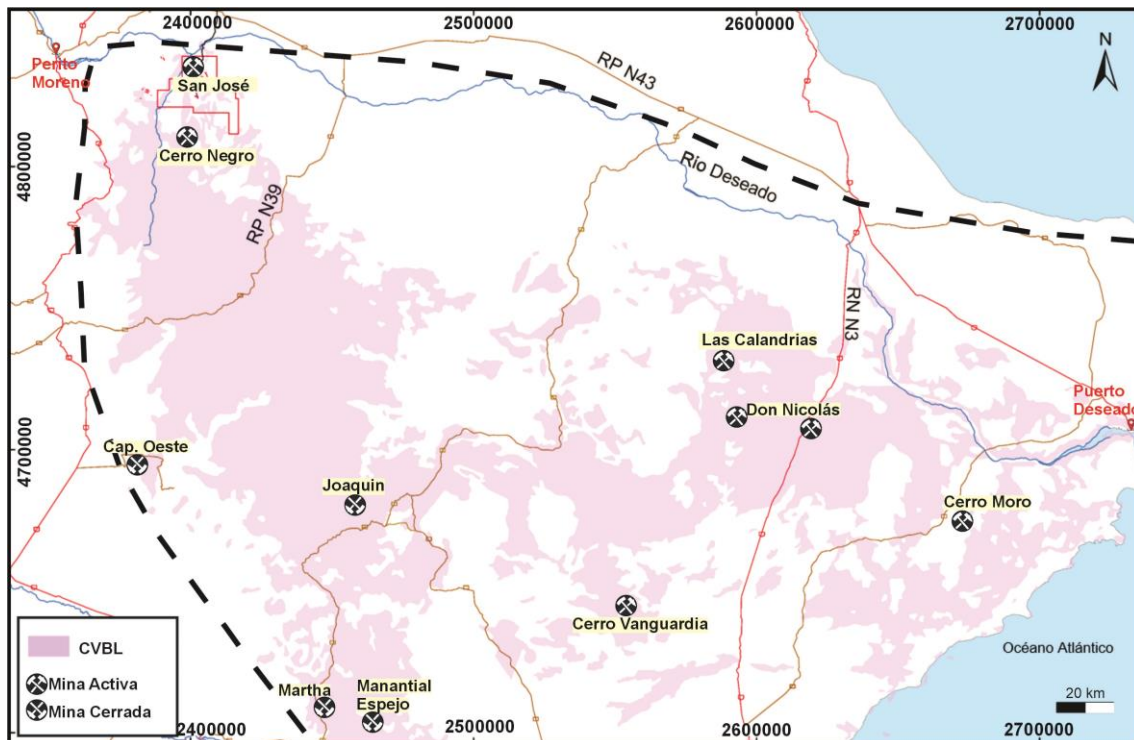 2400000
2500000
2600000
2700000
Perito
Moreno
San José
RP N43
N
Cerro Negro
4800000
Rio Deseado
RP N39
Las Calandrias
RN N3
Don Nicolás
Puerto
Deseado
4700000
Cap. Oeste
Joaquin
Cerro Moro
Cerro Vanguardia
CVBL
Mina Activa
Mina Cerrada
Océano Atlántico
Martha
Manantial
Espejo
20 km
2400000
2500000
2600000
2700000